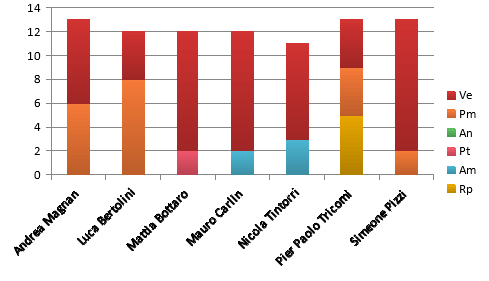 14
12
10
8
6
4
2
0
Andrea Magnan
Luca Bertolini
Mattia Bottaro
Mauro Carlin
Nicola Tintorri
Pier Paolo Tricomi
Simeone Pizzi
Ve
Pm
An
Pt
Am
Rp